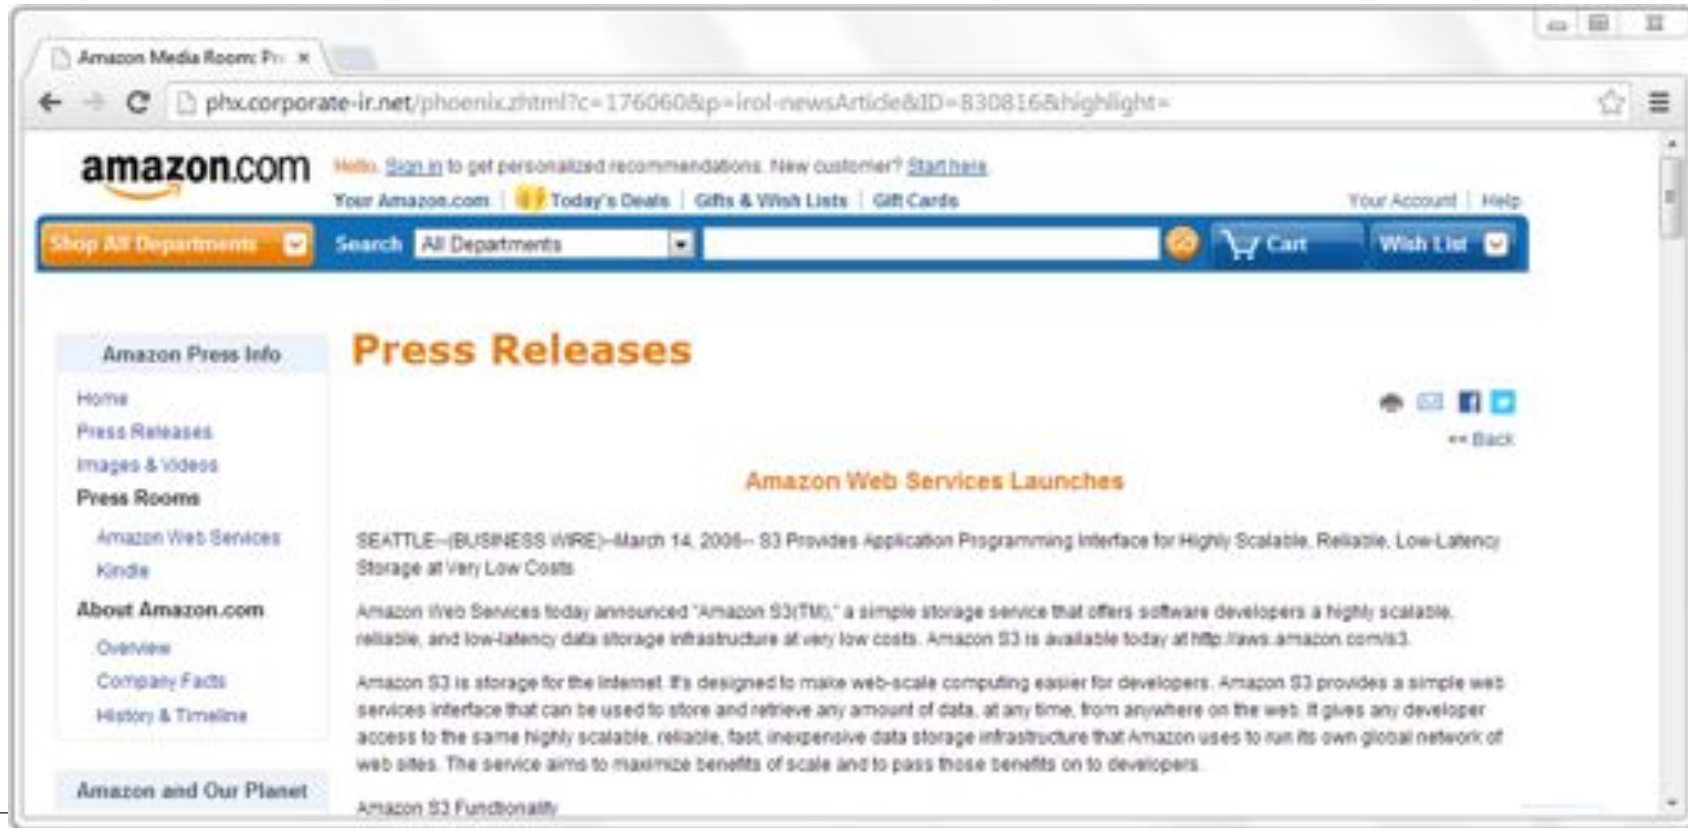 Amazon Media Room: Pr
phx.corporate-ir.net/phoenix.zhtml?c=176060&p=irol-newsArticle&ID=830816&highlight=
amazon.com
Hello. Sign in to get personalized recommendations. New customer? Start here.
Your Amazon.com | Today's Deals | Gifts & Wish Lists | Gift Cards
Your Account | Help
Shop All Departments
Search All Departments
GO
Cart
Wish List
Amazon Press Info
Home
Press Releases
Images & Videos
Press Rooms
Amazon Web Services
Kindle
About Amazon.com
Overview
Company Facts
History & Timeline
Amazon and Our Planet
Press Releases
<< Back
Amazon Web Services Launches
SEATTLE--(BUSINESS WIRE)--March 14, 2006-- S3 Provides Application Programming Interface for Highly Scalable, Reliable, Low-Latency
Storage at Very Low Costs
Amazon Web Services today announced "Amazon S3(TM)," a simple storage service that offers software developers a highly scalable,
reliable, and low-latency data storage infrastructure at very low costs. Amazon S3 is available today at http://aws.amazon.com/s3.
Amazon S3 is storage for the Internet. It's designed to make web-scale computing easier for developers. Amazon S3 provides a simple web
services interface that can be used to store and retrieve any amount of data, at any time, from anywhere on the web. It gives any developer
access to the same highly scalable, reliable, fast, inexpensive data storage infrastructure that Amazon uses to run its own global network of
web sites. The service aims to maximize benefits of scale and to pass those benefits on to developers.
Amazon S3 Functionality